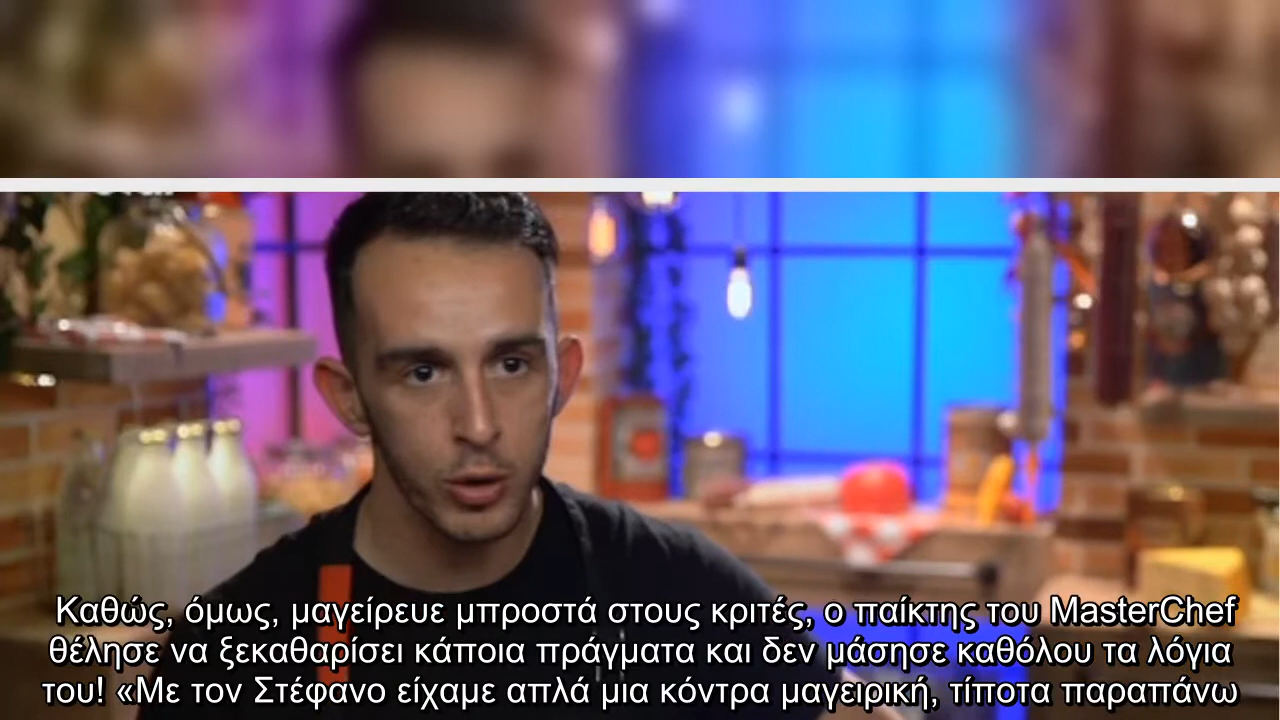 Καθώς, όμως, μαγείρευε μπροστά στους κριτές, ο παίκτης του MasterChef
θέλησε να ξεκαθαρίσει κάποια πράγματα και δεν μάσησε καθόλου τα λόγια
του! «Με τον Στέφανο είχαμε απλά μια κόντρα μαγειρική, τίποτα παραπάνω